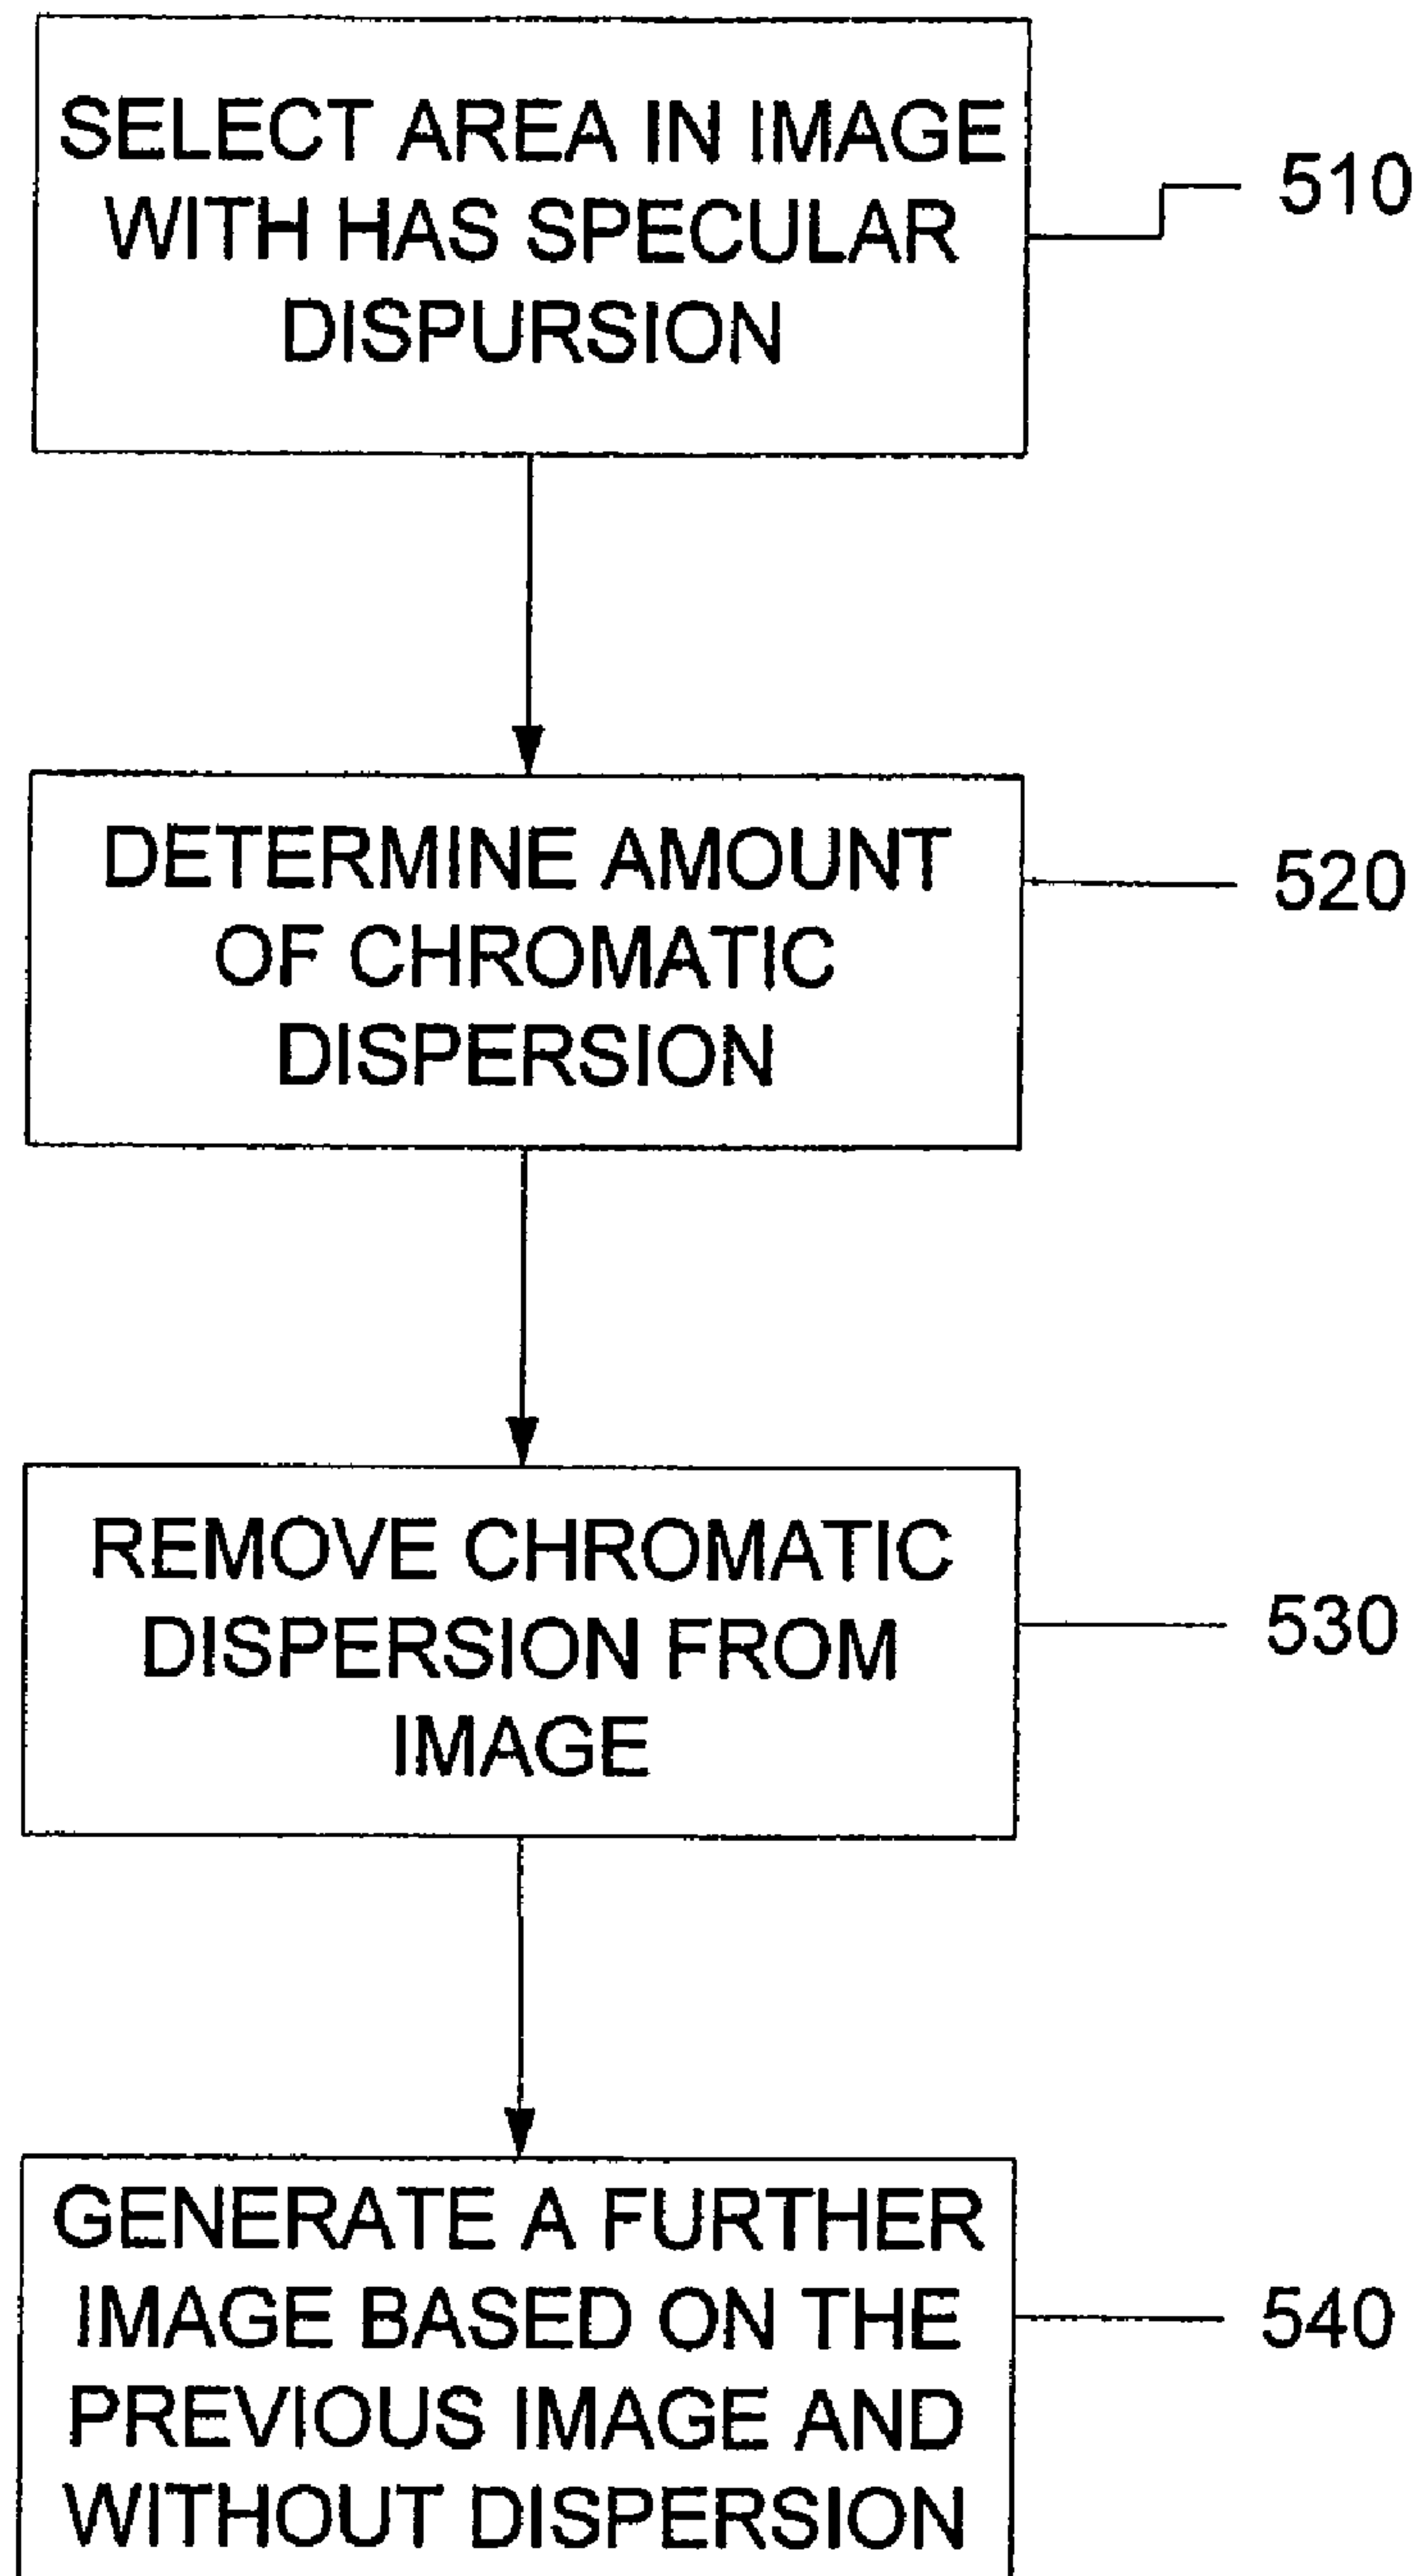 SELECT AREA IN IMAGE
WITH HAS SPECULAR
DISPURSION
510
DETERMINE AMOUNT
OF CHROMATIC
DISPERSION
520
REMOVE CHROMATIC
DISPERSION FROM
IMAGE
530
GENERATE A FURTHER
IMAGE BASED ON THE
PREVIOUS IMAGE AND
WITHOUT DISPERSION
540